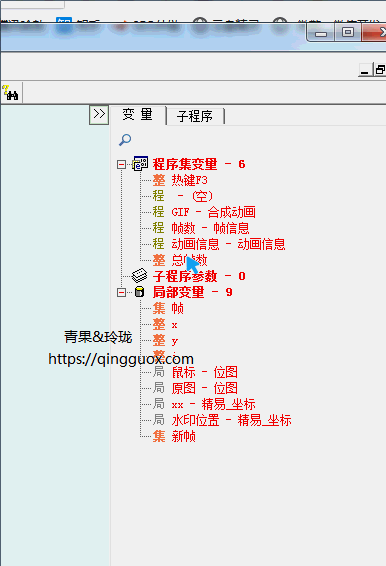 >>
变 量
子程序
程序集变量 - 6
整 热键F3
程 - (空)
程 GIF - 合成动画
程 帧数 - 帧信息
程 动画信息 - 动画信息
整 总帧数
子程序参数 - 0
局部变量 - 9
集 帧
整 x
整 y
青果&玲珑
https://qingguox.com
局 鼠标 - 位图
局 原图 - 位图
局 xx - 精易_坐标
局 水印位置 - 精易_坐标
集 新帧